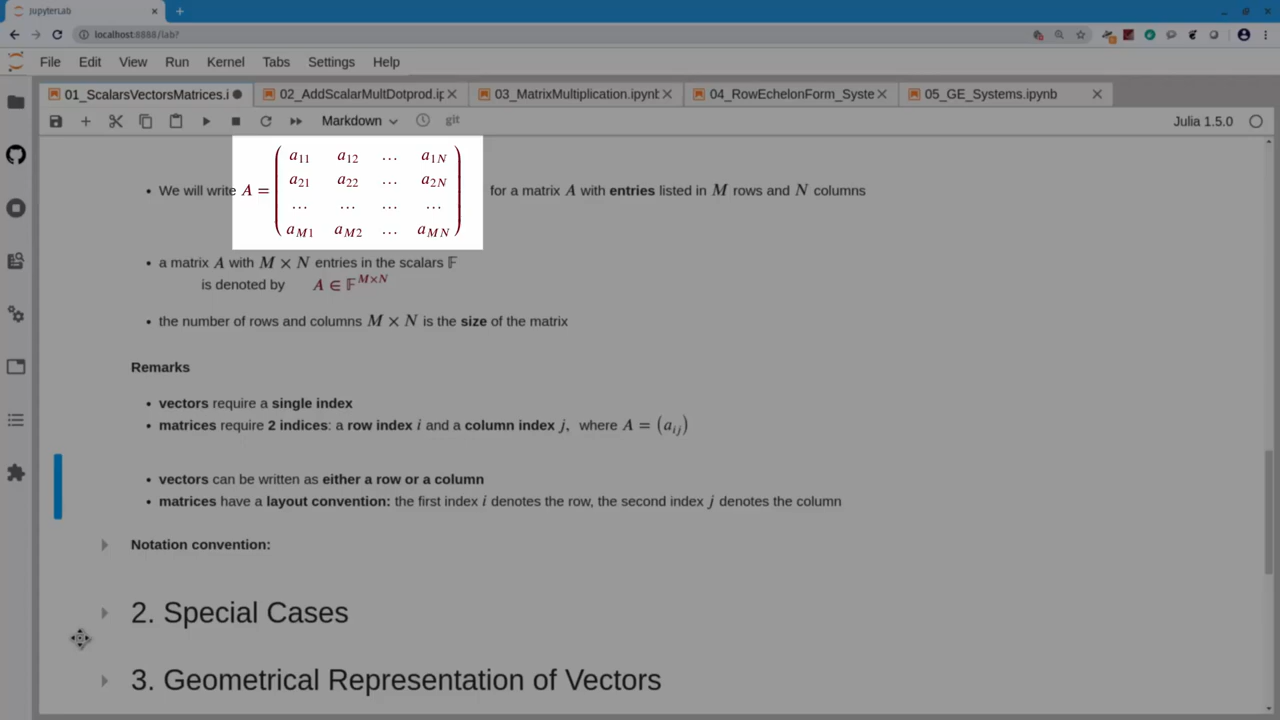 JupyterLab
localhost:8888/lab?
File Edit View Run Kernel Tabs Settings Help
01_ScalarsVectorsMatrices.i 02_AddScalarMultDotprod.ip 03_MatrixMultiplication.ipynb 04_RowEchelonForm_Syste 05_GE_Systems.ipynb
Markdown git Julia 1.5.0
a₁₁ a₁₂ … a₁N
a₂₁ a₂₂ … a₂N
• We will write A = for a matrix A with entries listed in M rows and N columns
… … … …
aM1 aM2 … aMN
• a matrix A with M × N entries in the scalars 𝔽
is denoted by A ∈ 𝔽^{M×N}
• the number of rows and columns M × N is the size of the matrix
Remarks
• vectors require a single index
• matrices require 2 indices: a row index i and a column index j, where A = (aᵢⱼ)
• vectors can be written as either a row or a column
• matrices have a layout convention: the first index i denotes the row, the second index j denotes the column
Notation convention:
2. Special Cases
3. Geometrical Representation of Vectors